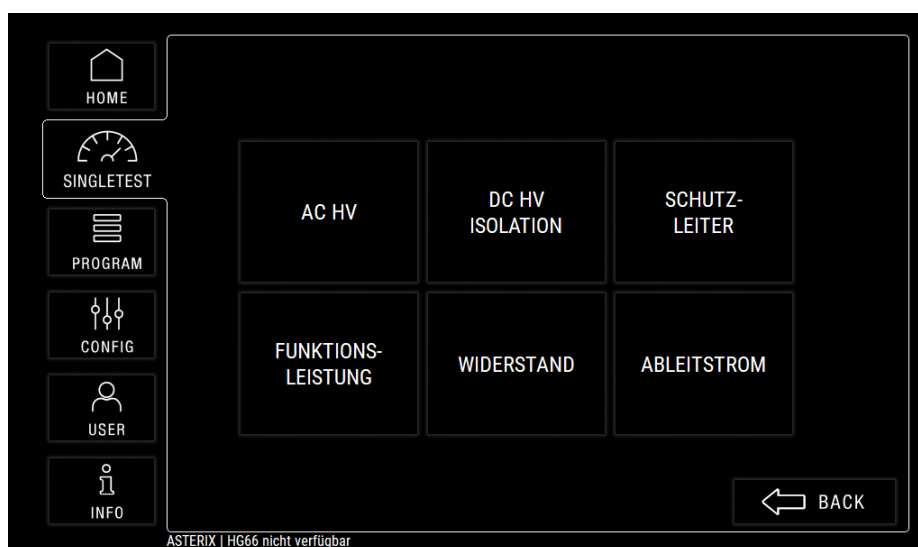 HOME
SINGLETEST
PROGRAM
CONFIG
USER
INFO
AC HV
DC HV
ISOLATION
SCHUTZ-
LEITER
FUNKTIONS-
LEISTUNG
WIDERSTAND
ABLEITSTROM
BACK
ASTERIX | HG66 nicht verfügbar